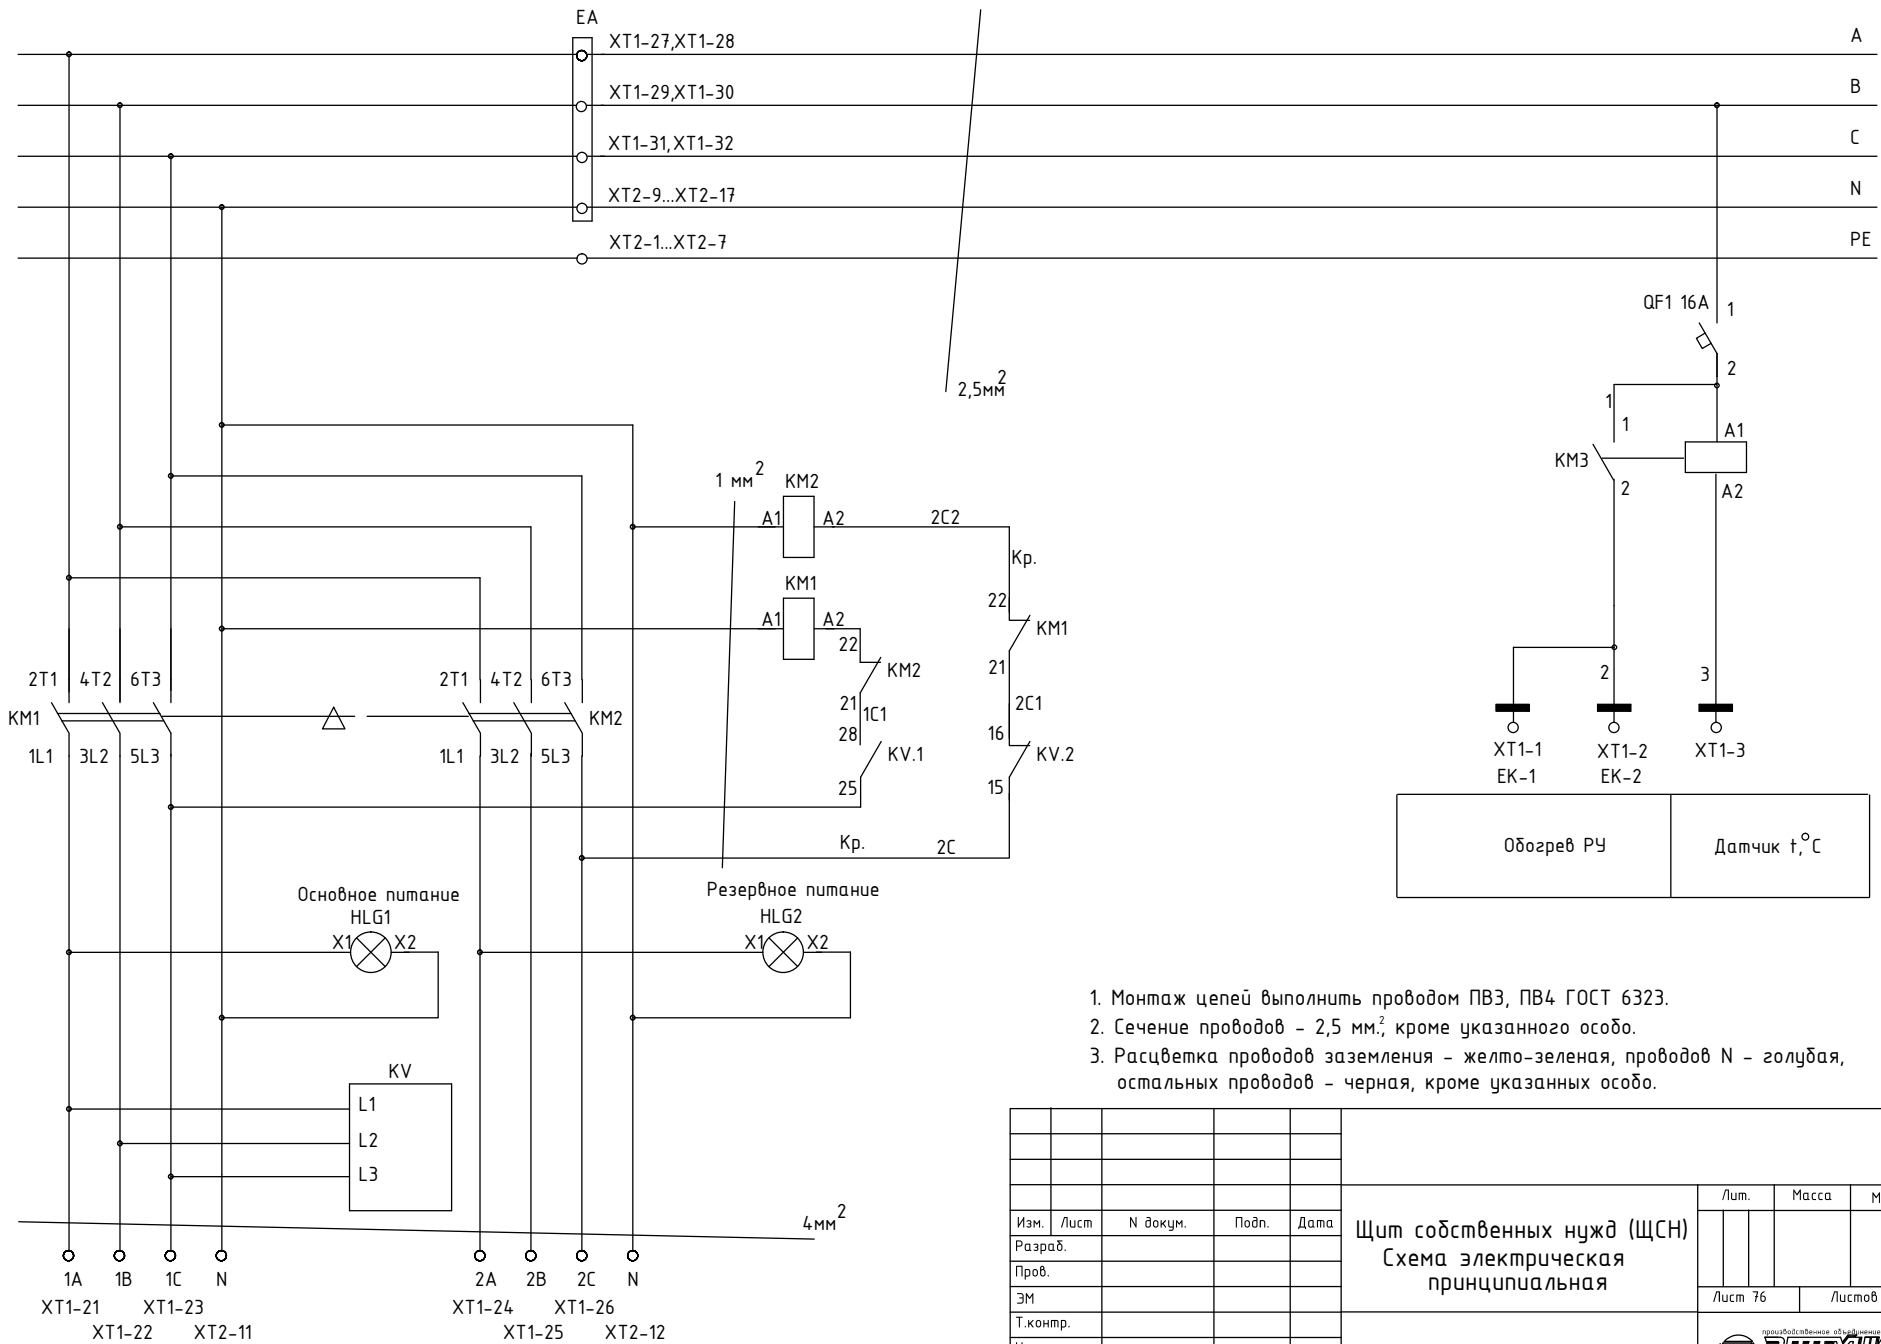 EA
XT1-27,XT1-28
A
XT1-29,XT1-30
B
XT1-31,XT1-32
C
XT2-9...XT2-17
N
XT2-1...XT2-7
PE
QF1 16А
1
2
2,5мм²
1
1
A1
KM3
2
A2
1 мм²
KM2
A1
A2
2C2
Кр.
KM1
A1
A2
22
22
KM1
KM2
21
21
2T1 4T2 6T3
2T1 4T2 6T3
2
3
1C1
2C1
KM1
KM2
28
16
KV.1
KV.2
1L1 3L2 5L3
1L1 3L2 5L3
25
15
XT1-1
XT1-2
XT1-3
EK-1
EK-2
Кр.
2C
Обогрев РУ
Датчик t,°C
Основное питание
HLG1
X1
X2
Резервное питание
HLG2
X1
X2
1. Монтаж цепей выполнить проводом ПВ3, ПВ4 ГОСТ 6323.
2. Сечение проводов - 2,5 мм.², кроме указанного особо.
3. Расцветка проводов заземления - желто-зеленая, проводов N - голубая,
остальных проводов - черная, кроме указанных особо.
KV
L1
L2
L3
4мм²
1A 1B 1C N
2A 2B 2C N
XT1-21 XT1-23
XT1-24 XT1-26
XT1-22 XT2-11
XT1-25 XT2-12
Изм. Лист N докум. Подп. Дата
Разраб.
Пров.
ЭМ
Т.контр.
Щит собственных нужд (ЩСН)
Схема электрическая
принципиальная
Лит. Масса М
Лист 76 Листов
производственное объединение